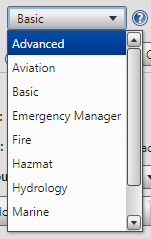 Basic
Advanced
Aviation
Basic
Emergency Manager
Fire
Hazmat
Hydrology
Marine